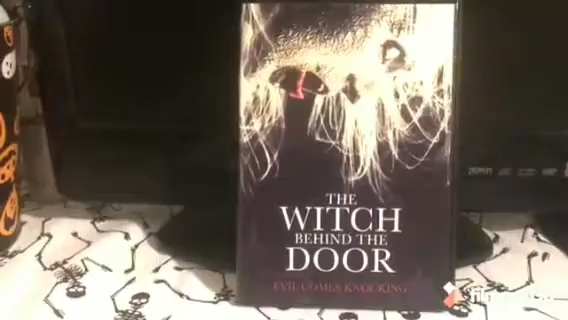 THE
WITCH
BEHIND THE
DOOR
EVIL COMES KNOCKING